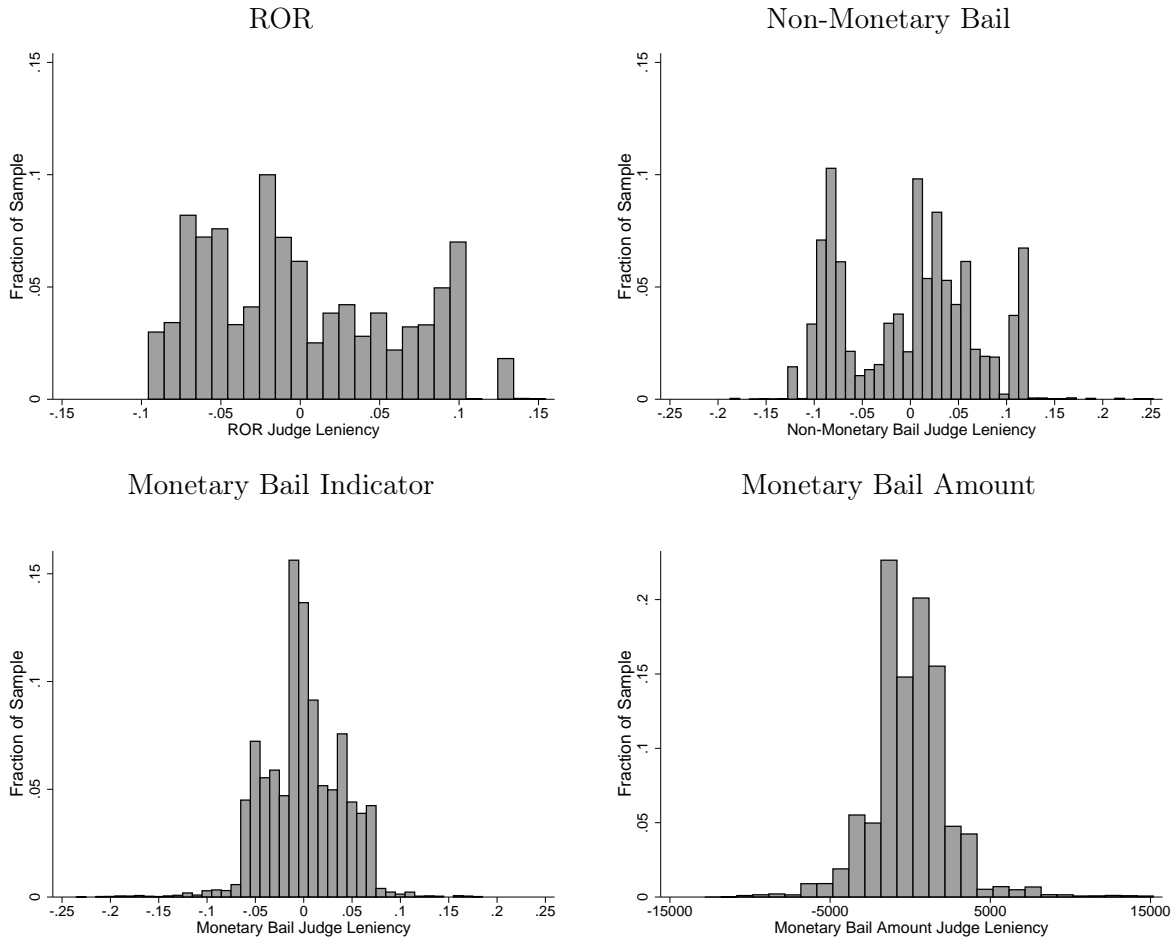 ROR
Fraction of Sample
0 .05 .1 .15
-.15 -.1 -.05 0 .05 .1 .15
ROR Judge Leniency
Non-Monetary Bail
Fraction of Sample
0 .05 .1 .15
-.25 -.2 -.15 -.1 -.05 0 .05 .1 .15 .2 .25
Non-Monetary Bail Judge Leniency
Monetary Bail Indicator
Fraction of Sample
0 .05 .1 .15
-.25 -.2 -.15 -.1 -.05 0 .05 .1 .15 .2 .25
Monetary Bail Judge Leniency
Monetary Bail Amount
Fraction of Sample
0 .05 .1 .15 .2
-15000 -5000 5000 15000
Monetary Bail Amount Judge Leniency